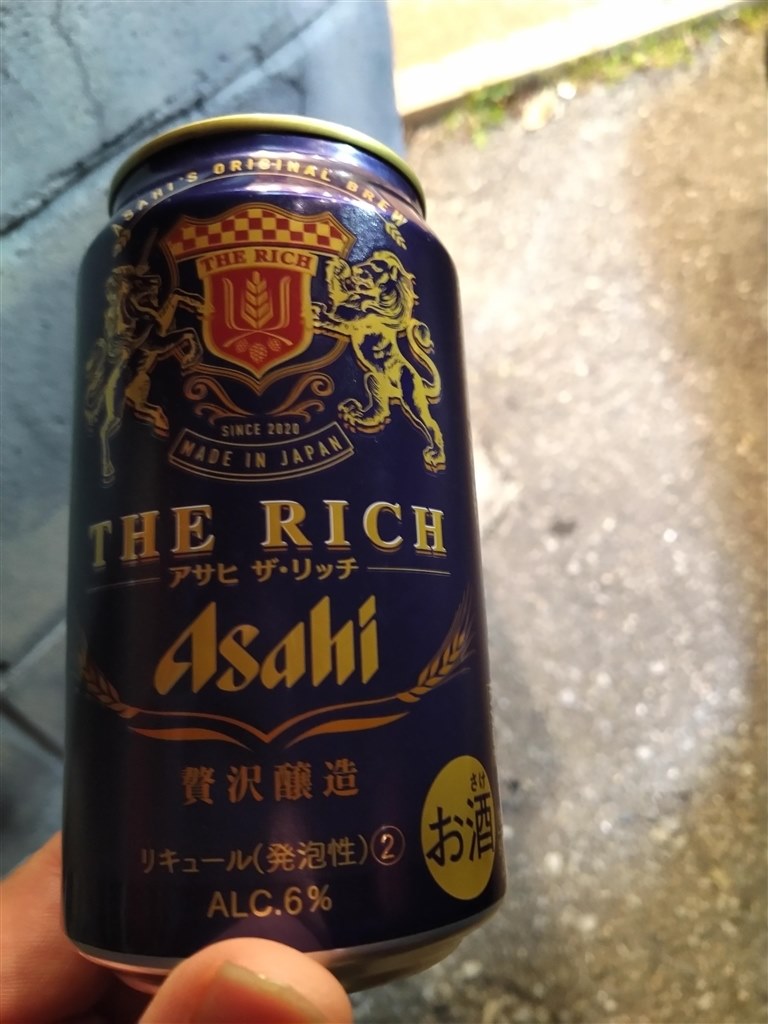 ASAHI'S ORIGINAL BREW
THE RICH
SINCE 2020
MADE IN JAPAN
THE RICH
アサヒ ザ・リッチ
Asahi
贅沢醸造
リキュール(発泡性)②
ALC.6%
さけ
お酒